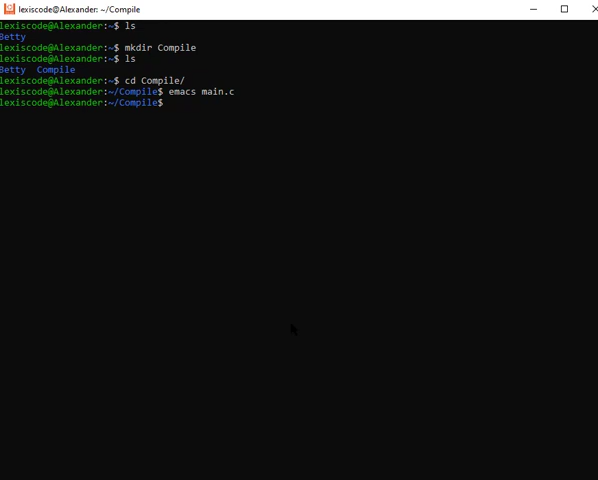 lexiscode@Alexander: ~/Compile
lexiscode@Alexander:~$ ls
Betty
lexiscode@Alexander:~$ mkdir Compile
lexiscode@Alexander:~$ ls
Betty  Compile
lexiscode@Alexander:~$ cd Compile/
lexiscode@Alexander:~/Compile$ emacs main.c
lexiscode@Alexander:~/Compile$